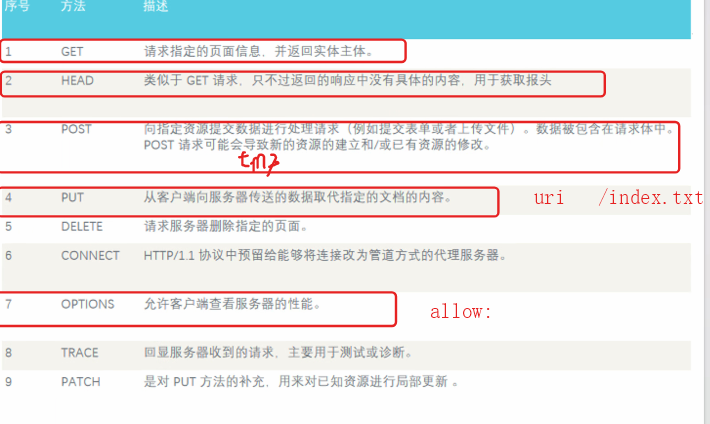 序号 方法 描述
1 GET 请求指定的页面信息，并返回实体主体。
2 HEAD 类似于 GET 请求，只不过返回的响应中没有具体的内容，用于获取报头
3 POST 向指定资源提交数据进行处理请求（例如提交表单或者上传文件）。数据被包含在请求体中。
POST 请求可能会导致新的资源的建立和/或已有资源的修改。
4 PUT 从客户端向服务器传送的数据取代指定的文档的内容。 uri /index.txt
5 DELETE 请求服务器删除指定的页面。
6 CONNECT HTTP/1.1 协议中预留给能够将连接改为管道方式的代理服务器。
7 OPTIONS 允许客户端查看服务器的性能。 allow:
8 TRACE 回显服务器收到的请求，主要用于测试或诊断。
9 PATCH 是对 PUT 方法的补充，用来对已知资源进行局部更新 。